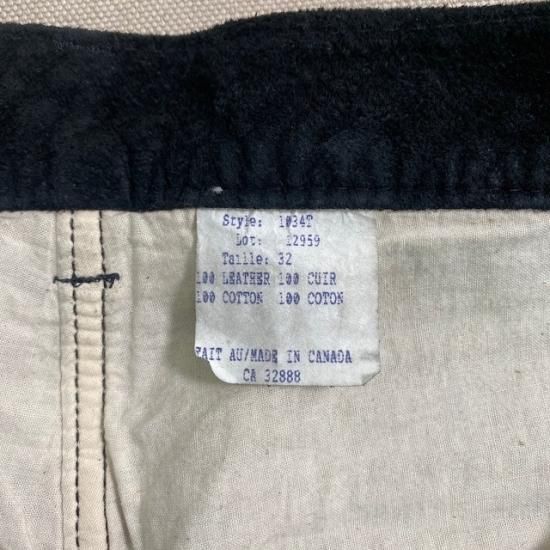 Style: 1034T
Lot: 12959
Taille: 32
100 LEATHER 100 CUIR
100 COTTON 100 COTON
FAIT AU/MADE IN CANADA
CA 32888